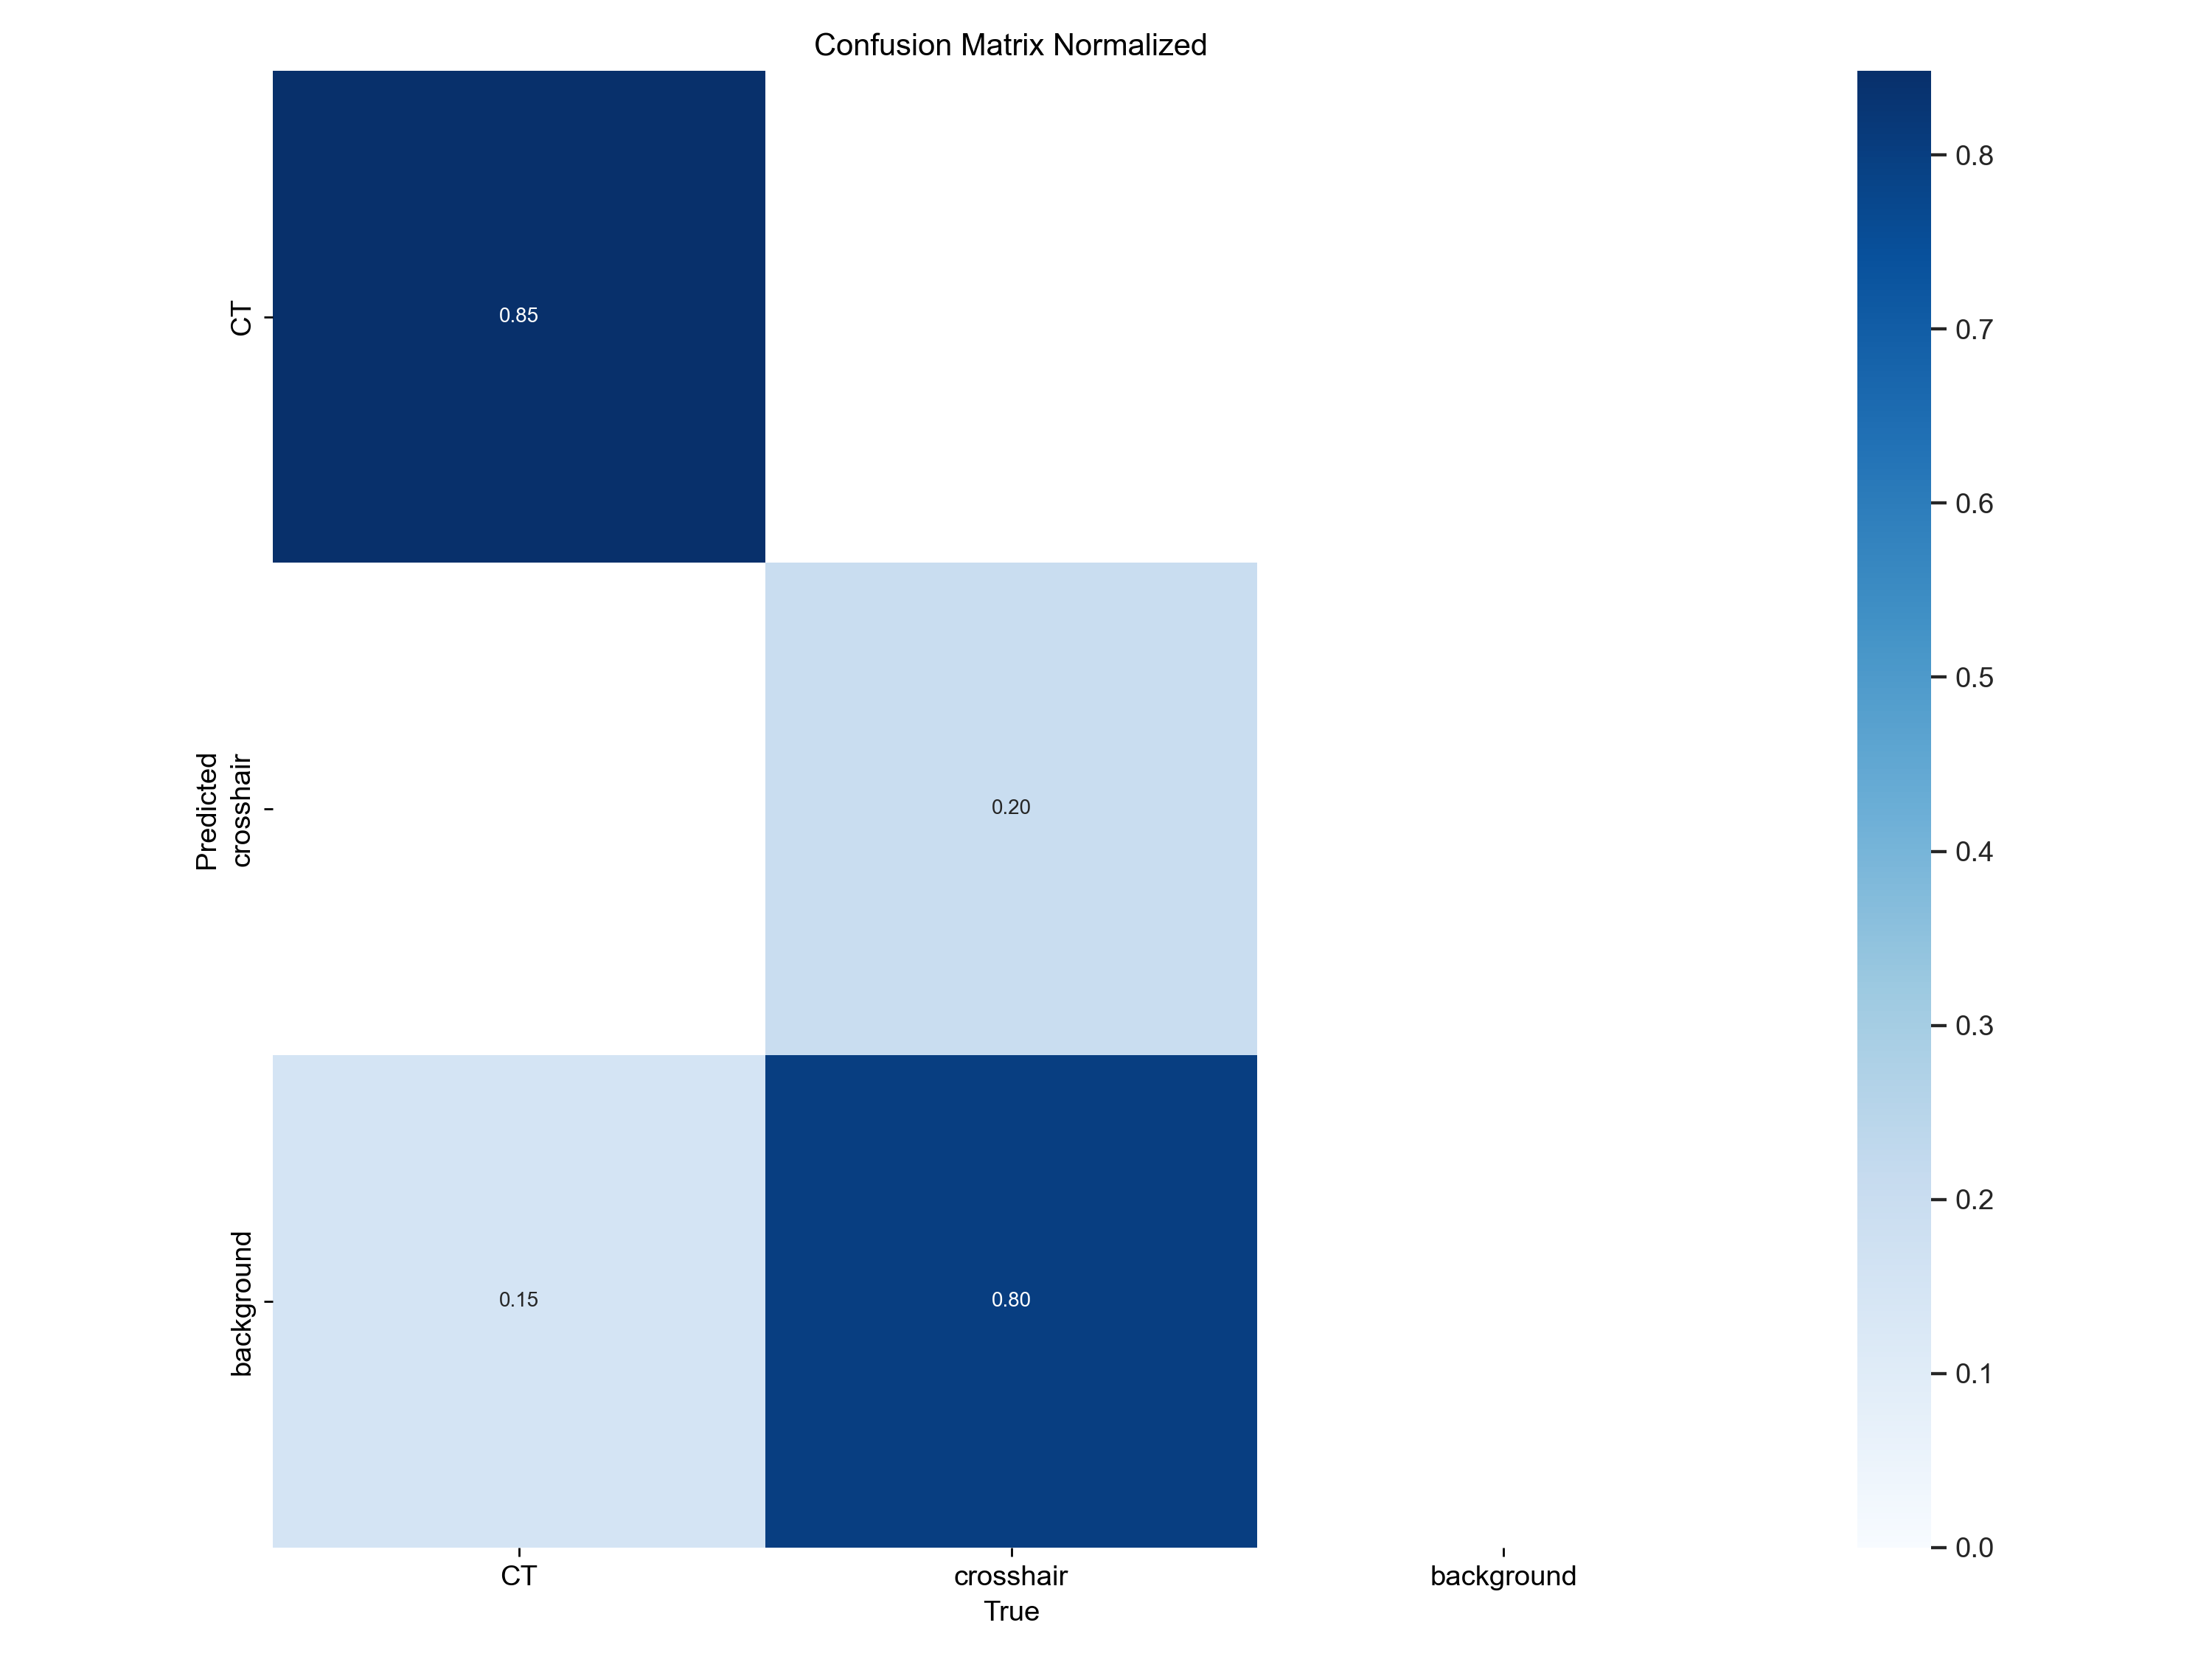 Confusion Matrix Normalized
CT
0.85
Predicted
crosshair
0.20
background
0.15
0.80
CT
crosshair
background
True
0.8
0.7
0.6
0.5
0.4
0.3
0.2
0.1
0.0